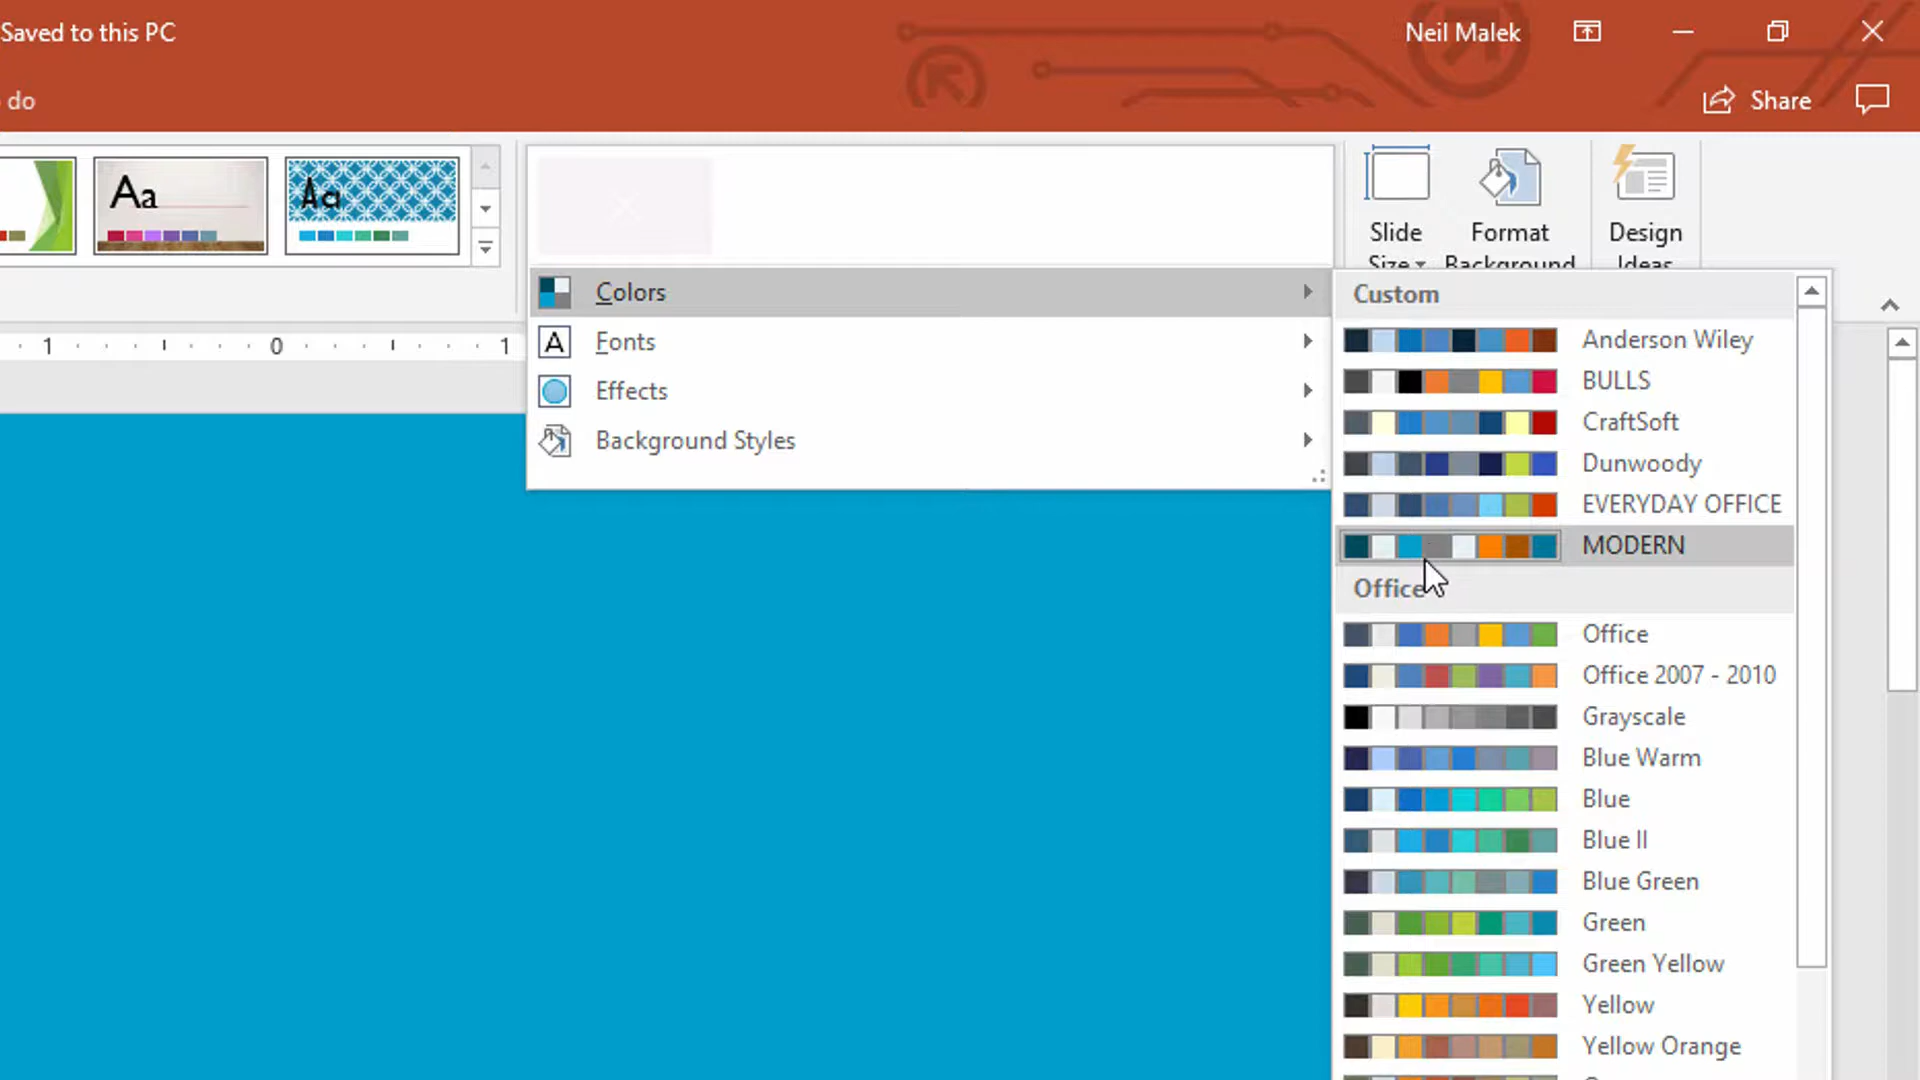 Saved to this PC
Neil Malek
do
Share
Aa
Aa
Slide
Size
Format
Background
Design
Ideas
Colors
Fonts
Effects
Background Styles
1
0
1
Custom
Anderson Wiley
BULLS
CraftSoft
Dunwoody
EVERYDAY OFFICE
MODERN
Office
Office
Office 2007 - 2010
Grayscale
Blue Warm
Blue
Blue II
Blue Green
Green
Green Yellow
Yellow
Yellow Orange